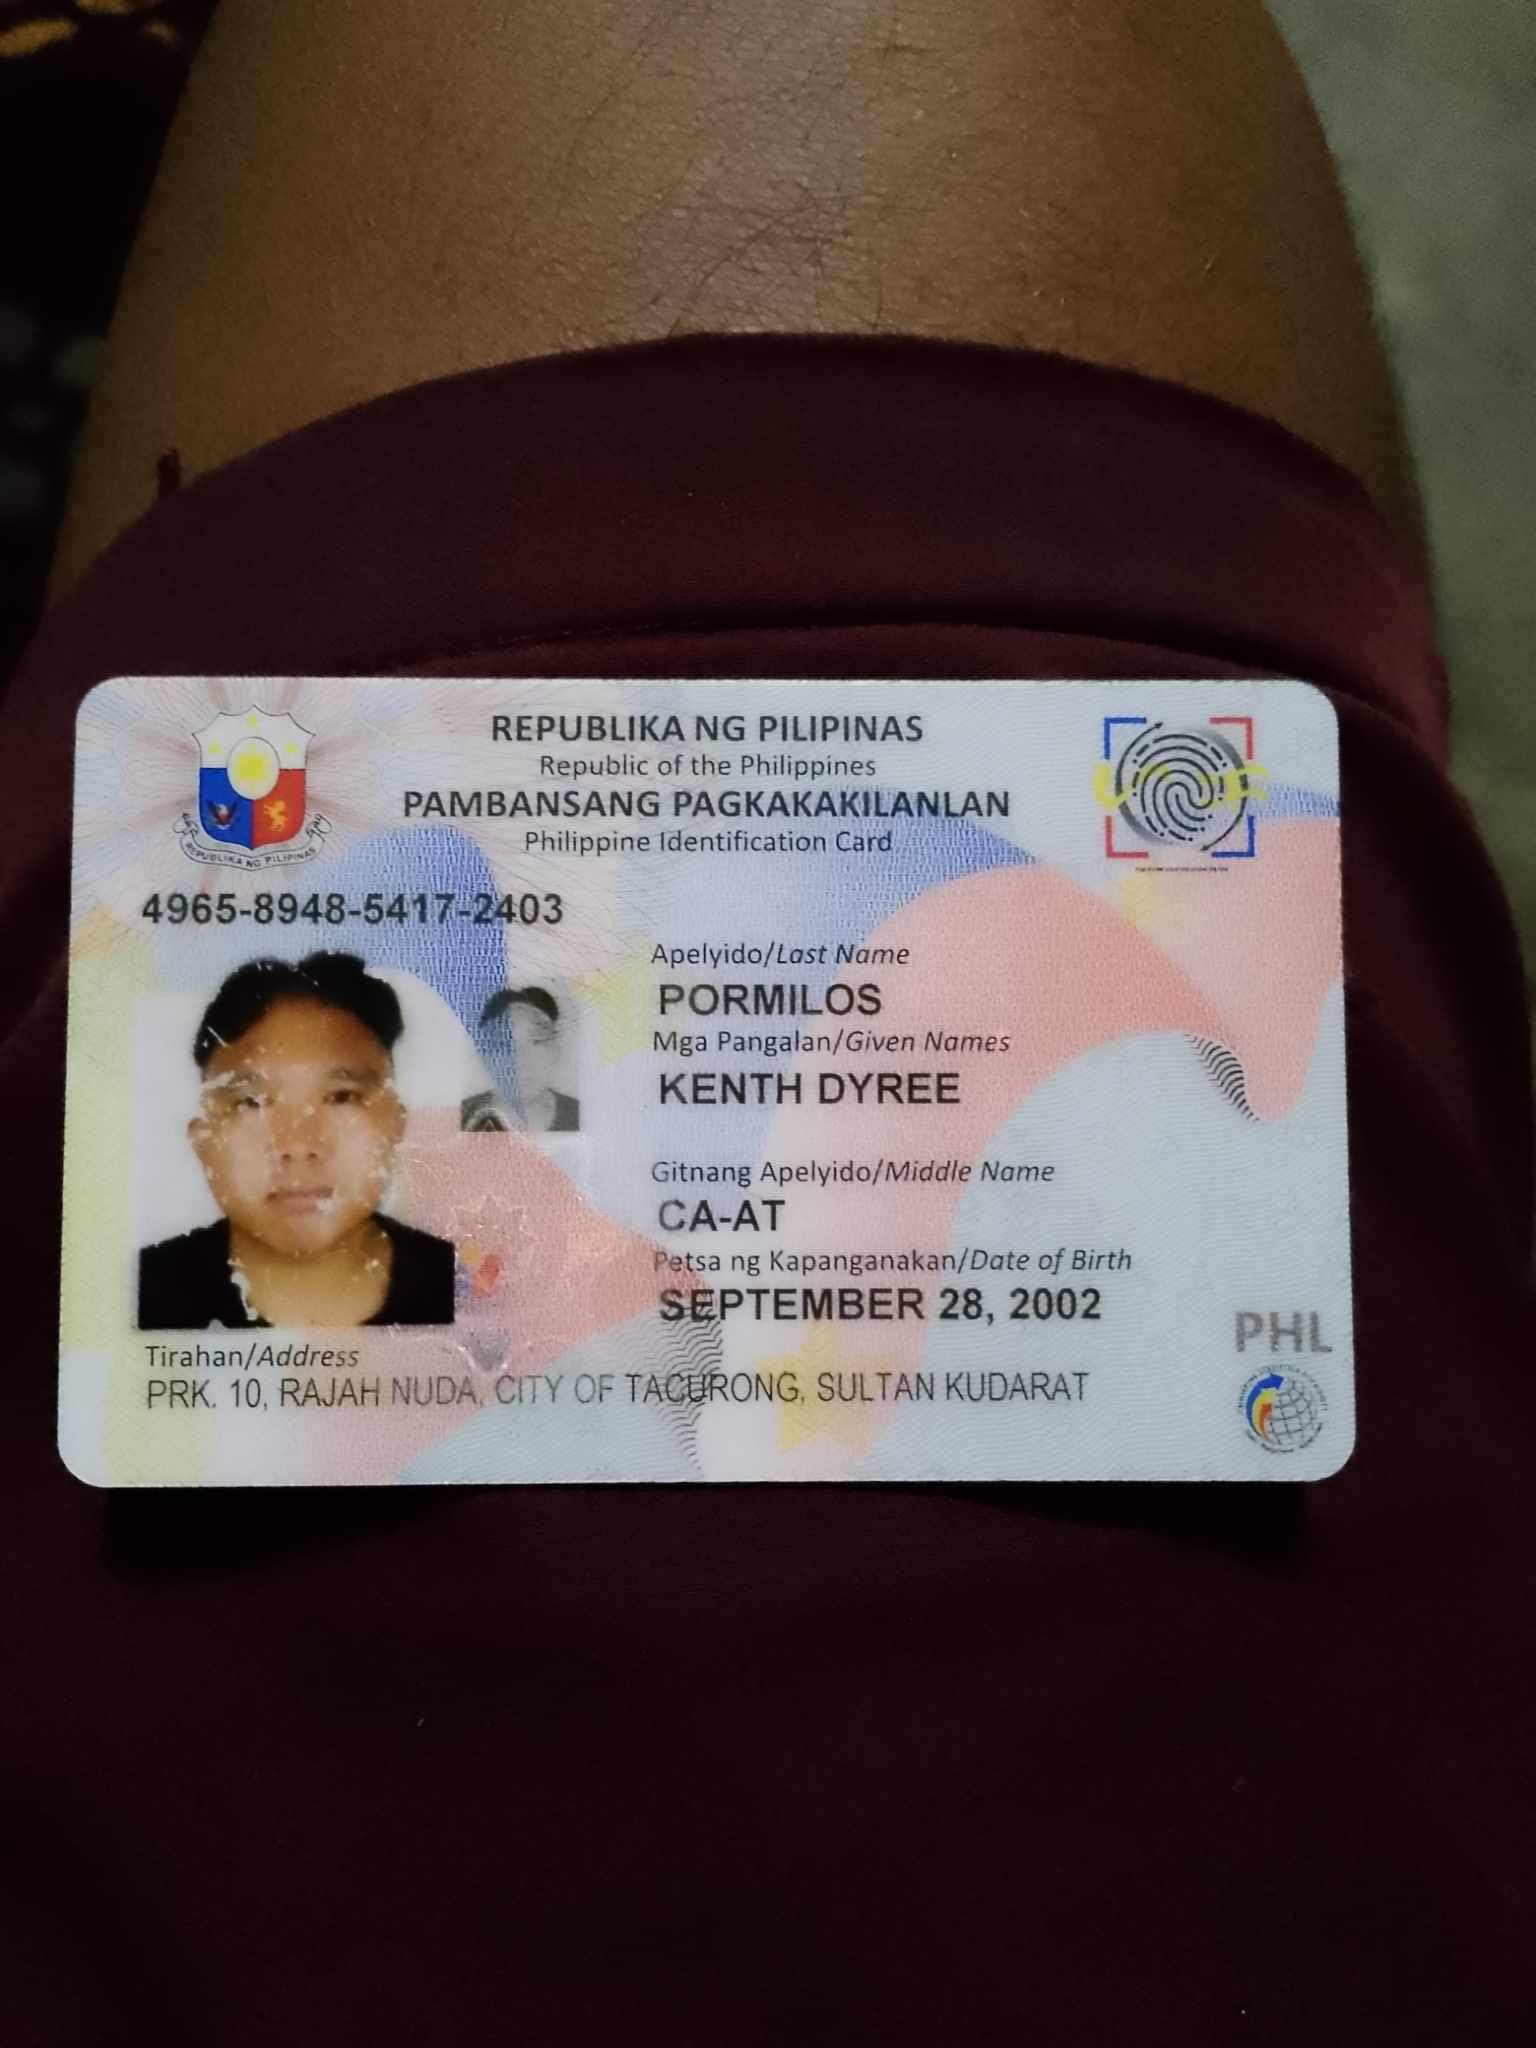 REPUBLIKA NG PILIPINAS
Republic of the Philippines
PAMBANSANG PAGKAKAKILANLAN
Philippine Identification Card
REPUBLIKA NG PILIPINAS
4965-8948-5417-2403
Apelyido/Last Name
PORMILOS
Mga Pangalan/Given Names
KENTH DYREE
Gitnang Apelyido/Middle Name
CA-AT
Petsa ng Kapanganakan/Date of Birth
SEPTEMBER 28, 2002
PHL
Tirahan/Address
PRK. 10, RAJAH NUDA, CITY OF TACURONG, SULTAN KUDARAT